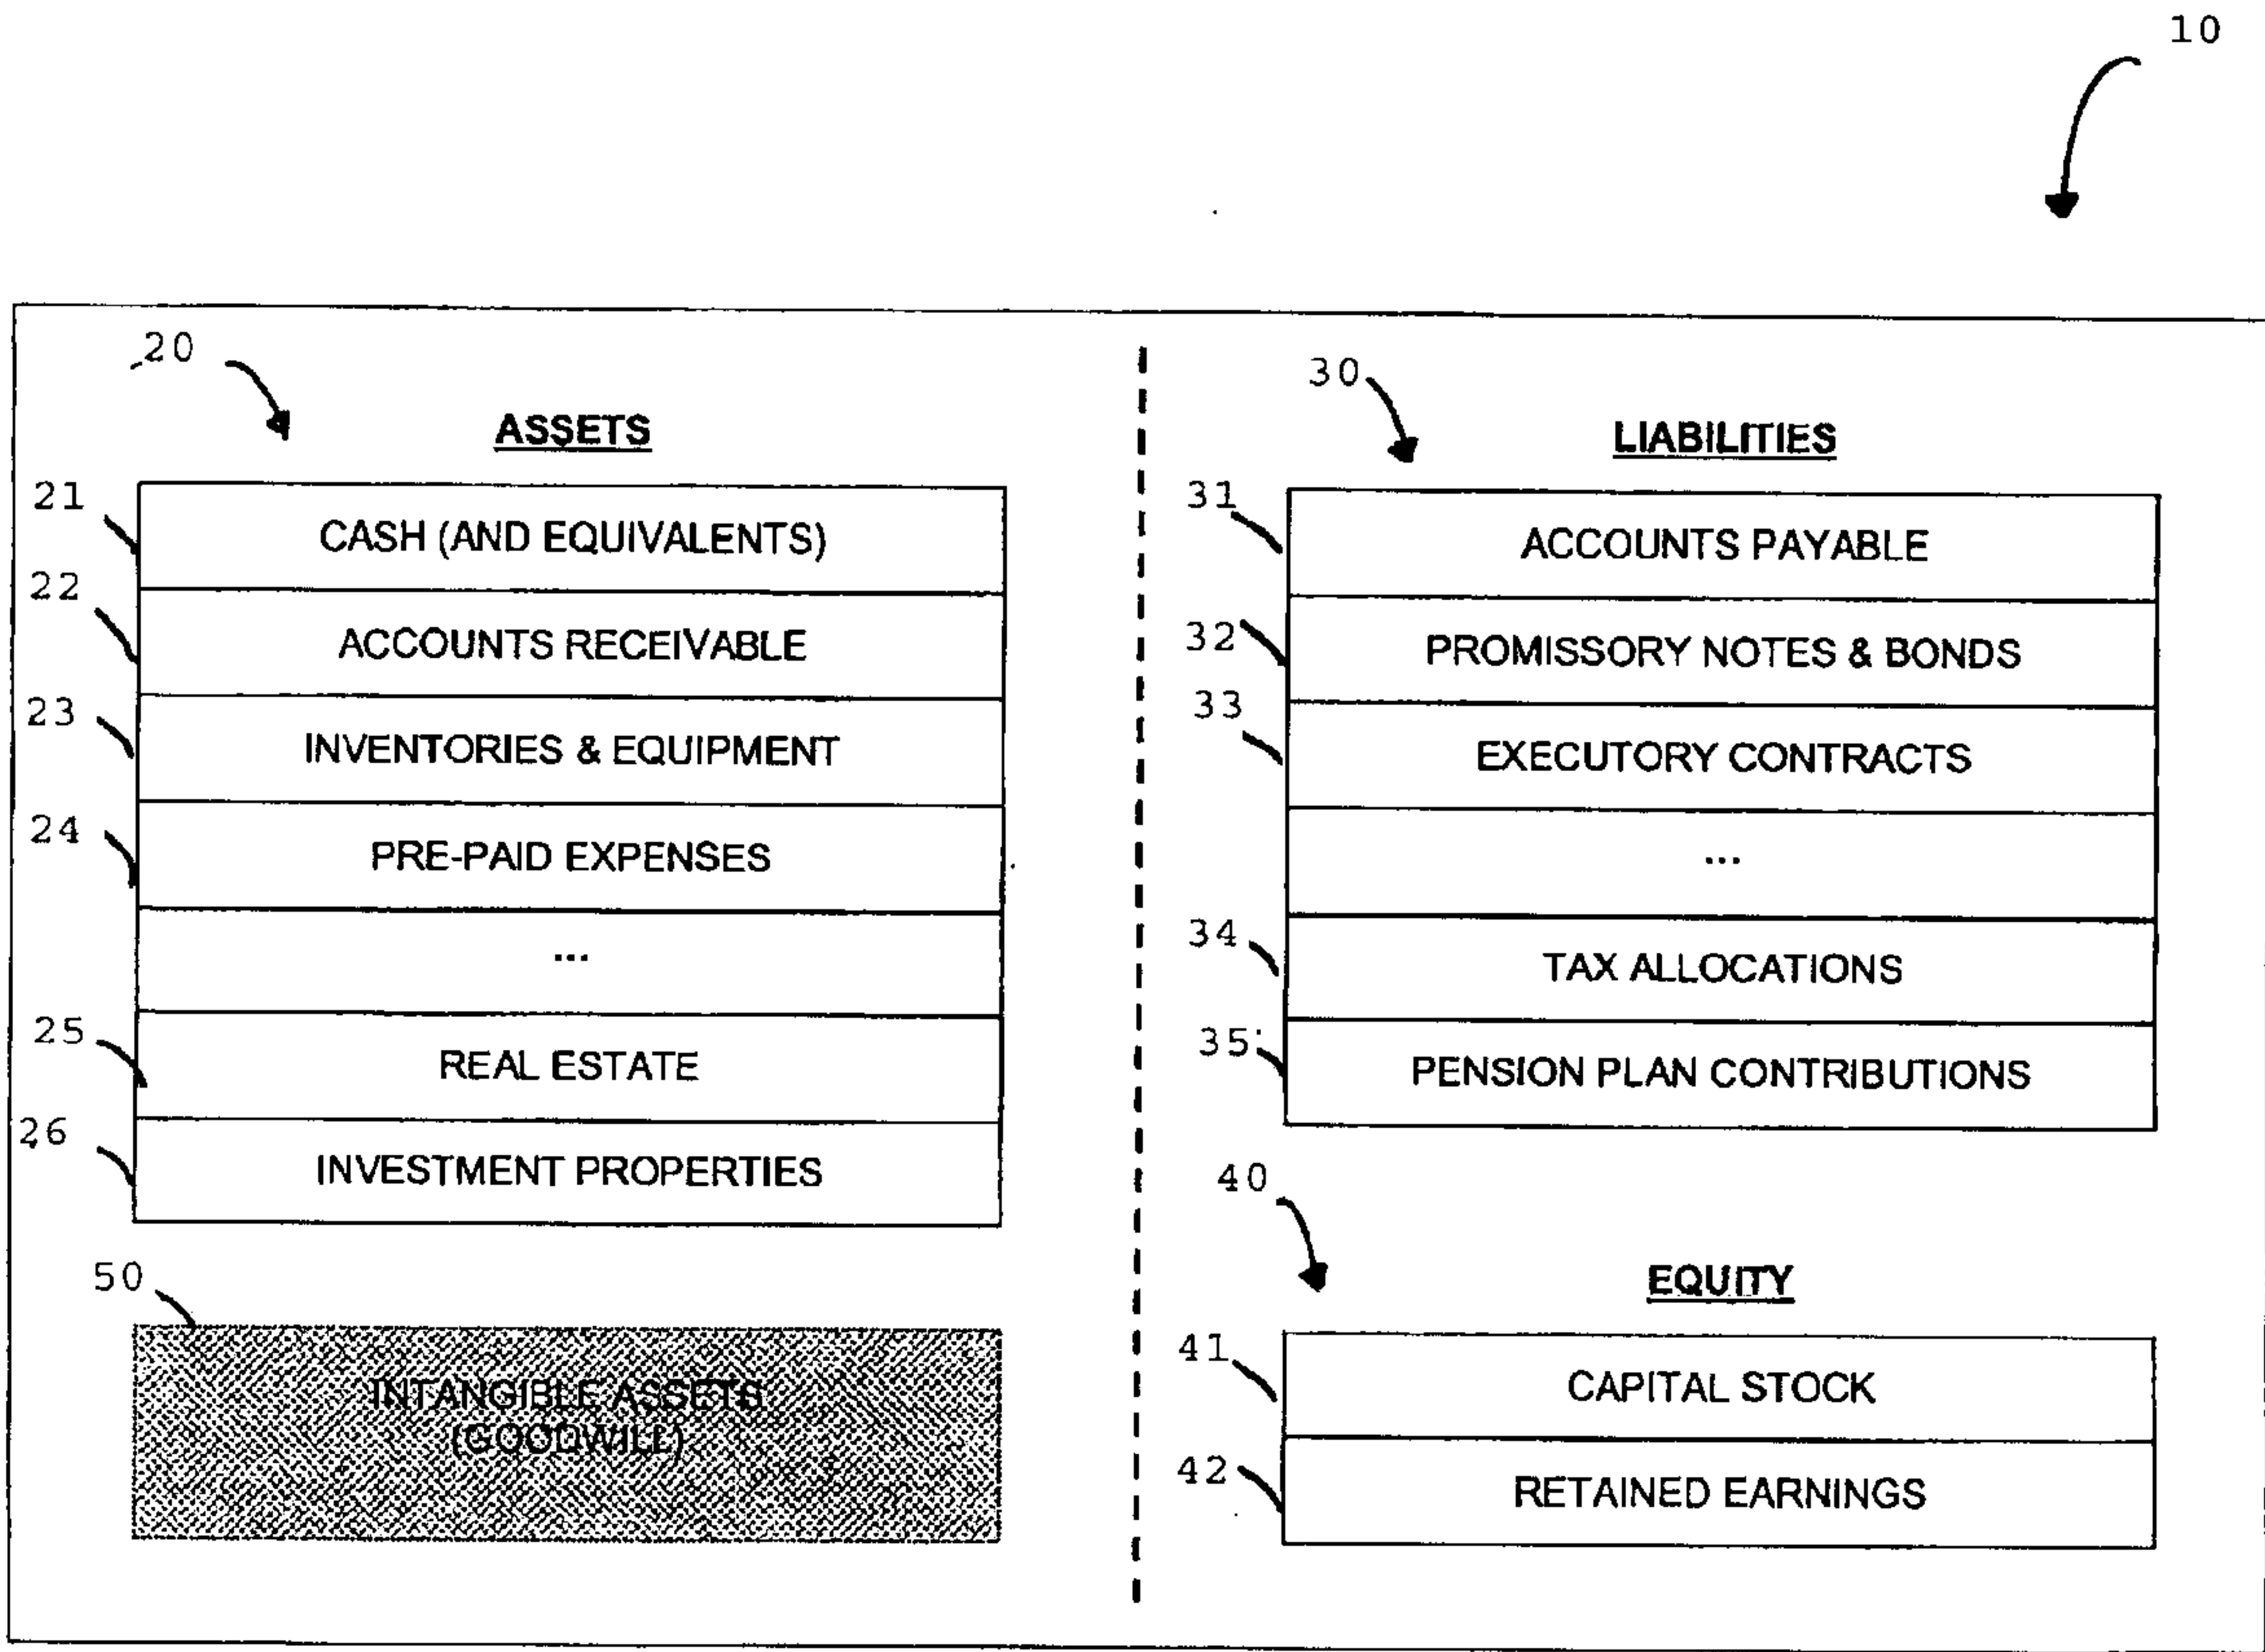 10
20
ASSETS
21
CASH (AND EQUIVALENTS)
22
ACCOUNTS RECEIVABLE
23
INVENTORIES & EQUIPMENT
24
PRE-PAID EXPENSES
...
25
REAL ESTATE
26
INVESTMENT PROPERTIES
50
INTANGIBLE ASSETS
(GOODWILL)
30
LIABILITIES
31
ACCOUNTS PAYABLE
32
PROMISSORY NOTES & BONDS
33
EXECUTORY CONTRACTS
...
34
TAX ALLOCATIONS
35
PENSION PLAN CONTRIBUTIONS
40
EQUITY
41
CAPITAL STOCK
42
RETAINED EARNINGS